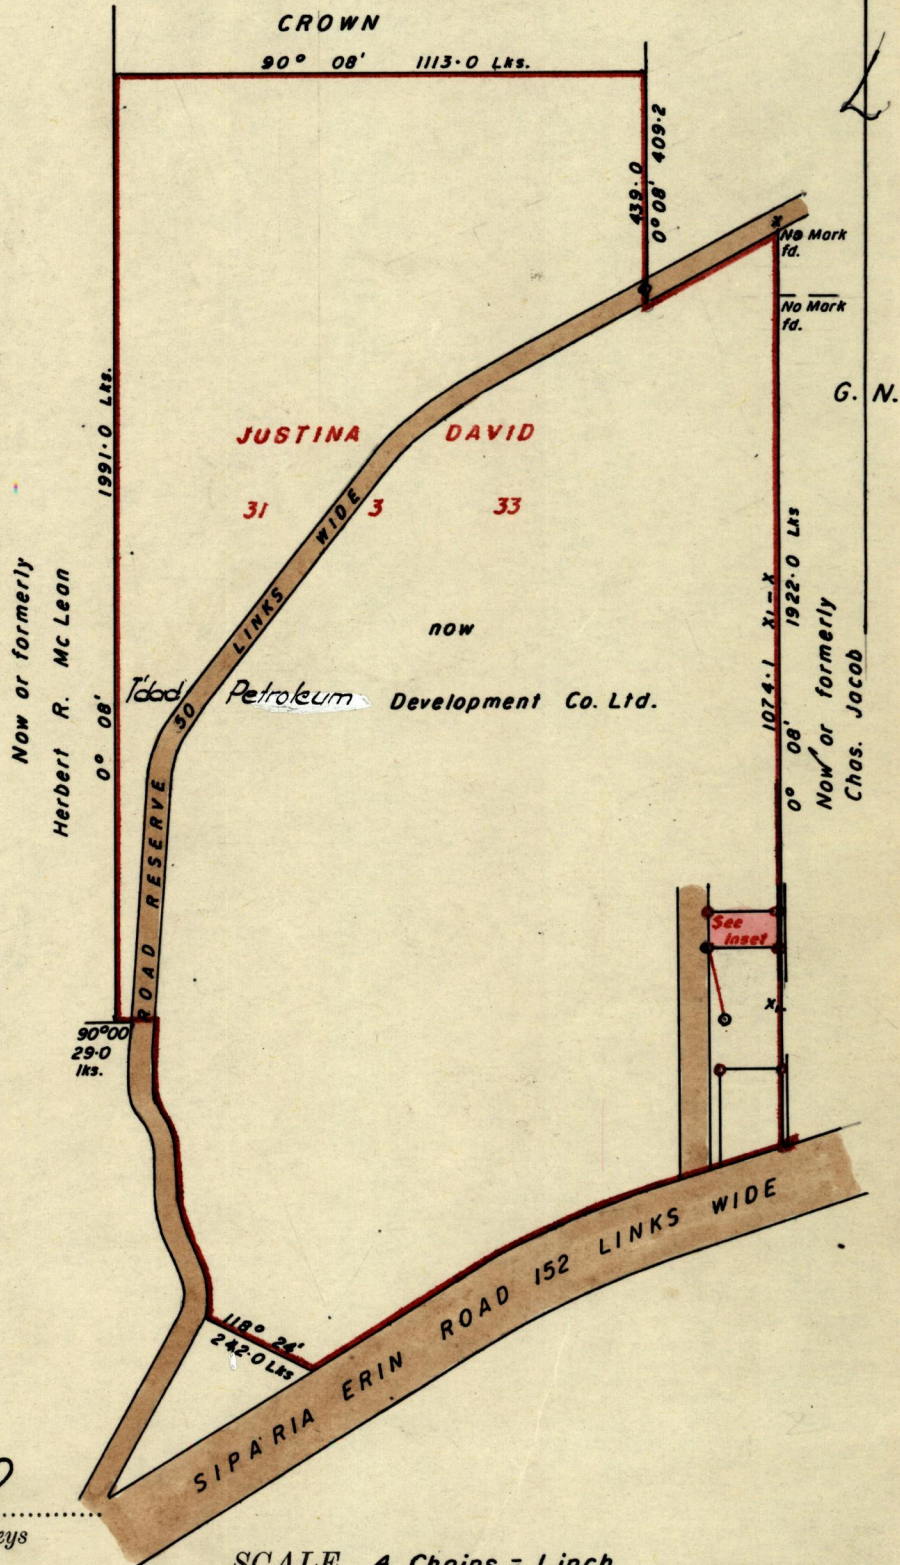 CROWN
90° 08' 1113·0 Lks.
439·0
0° 08' 409·2
No Mark
fd.
No Mark
fd.
G. N.
1991·0 Lks.
0° 08'
JUSTINA DAVID
31 3 33
now
T'dad Petroleum Development Co. Ltd.
Now or formerly
Herbert R. Mc Lean
ROAD RESERVE 50 LINKS WIDE
1074·1 X1-X
0° 08' 1922·0 Lks
Now or formerly
Chas. Jacob
See
inset
90°00
29·0
lks.
118° 24'
242·0 Lks
SIPARIA ERIN ROAD 152 LINKS WIDE
SCALE 4 Chains = 1 inch